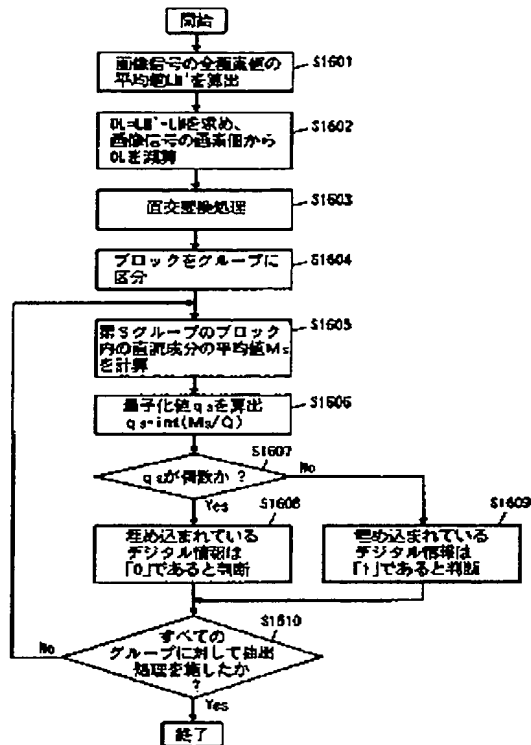 開始
画像信号の全画素値の
平均値LM'を算出
S1601
DL=LM'-LMを求め、
画像信号の画素値から
DLを減算
S1602
直交変換処理
S1603
ブロックをグループに
区分
S1604
第Sグループのブロック
内の直流成分の平均値Ms
を計算
S1605
量子化値qsを算出
qs=int(Ms/Q)
S1606
qsが偶数か？
S1607
No
Yes
S1608
埋め込まれている
デジタル情報は
「0」であると判断
S1609
埋め込まれている
デジタル情報は
「1」であると判断
S1610
すべての
グループに対して抽出
処理を施したか
？
No
Yes
終了